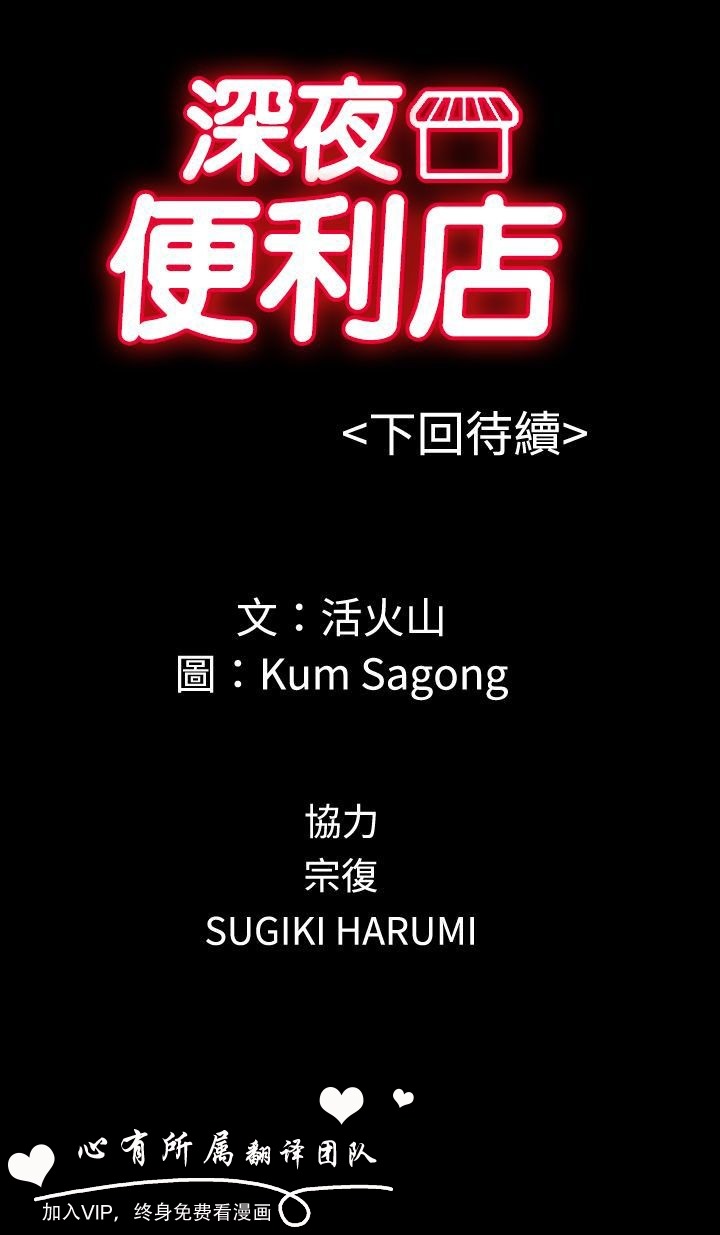 深夜
便利店
<下回待續>
文：活火山
圖：Kum Sagong
協力
宗復
SUGIKI HARUMI
心有所属翻译团队
加入VIP，终身免费看漫画